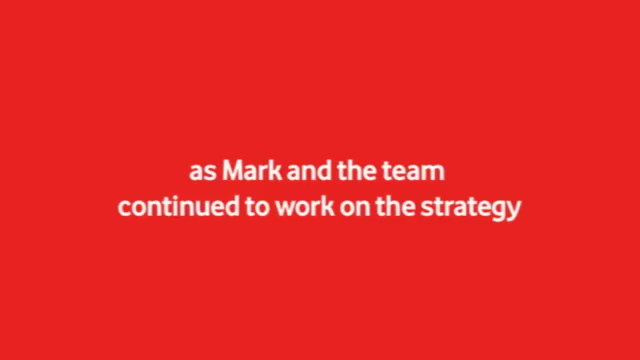 as Mark and the team
continued to work on the strategy